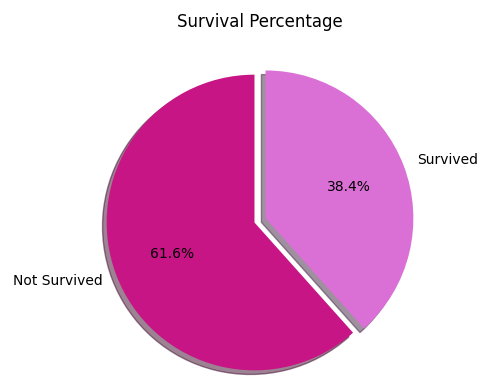 Survival Percentage
Survived
38.4%
61.6%
Not Survived